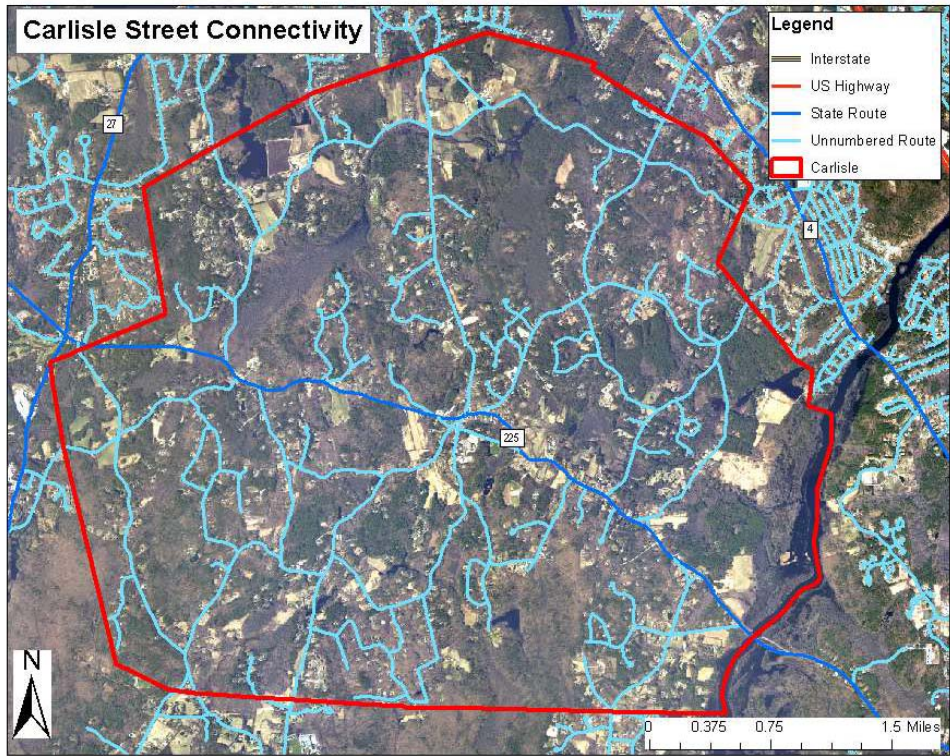 Carlisle Street Connectivity
Legend
Interstate
US Highway
State Route
Unnumbered Route
Carlisle
27
4
225
N
0 0.375 0.75 1.5 Miles